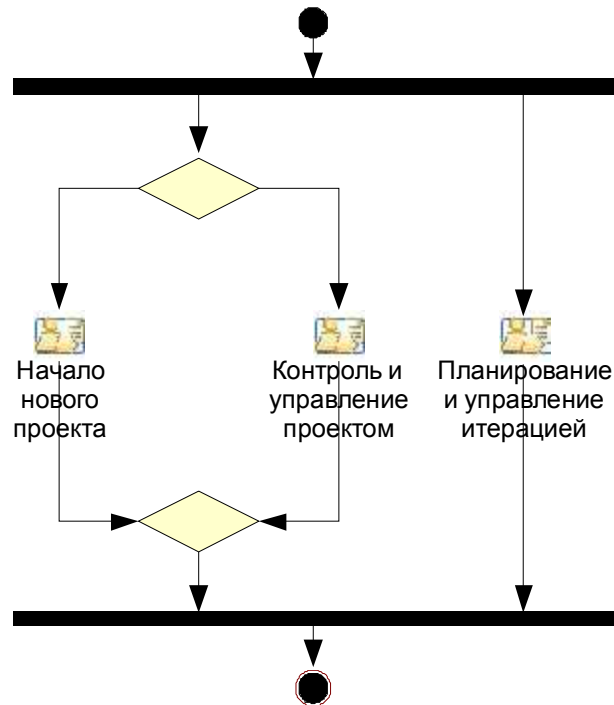 Начало
нового
проекта
Контроль и
управление
проектом
Планирование
и управление
итерацией